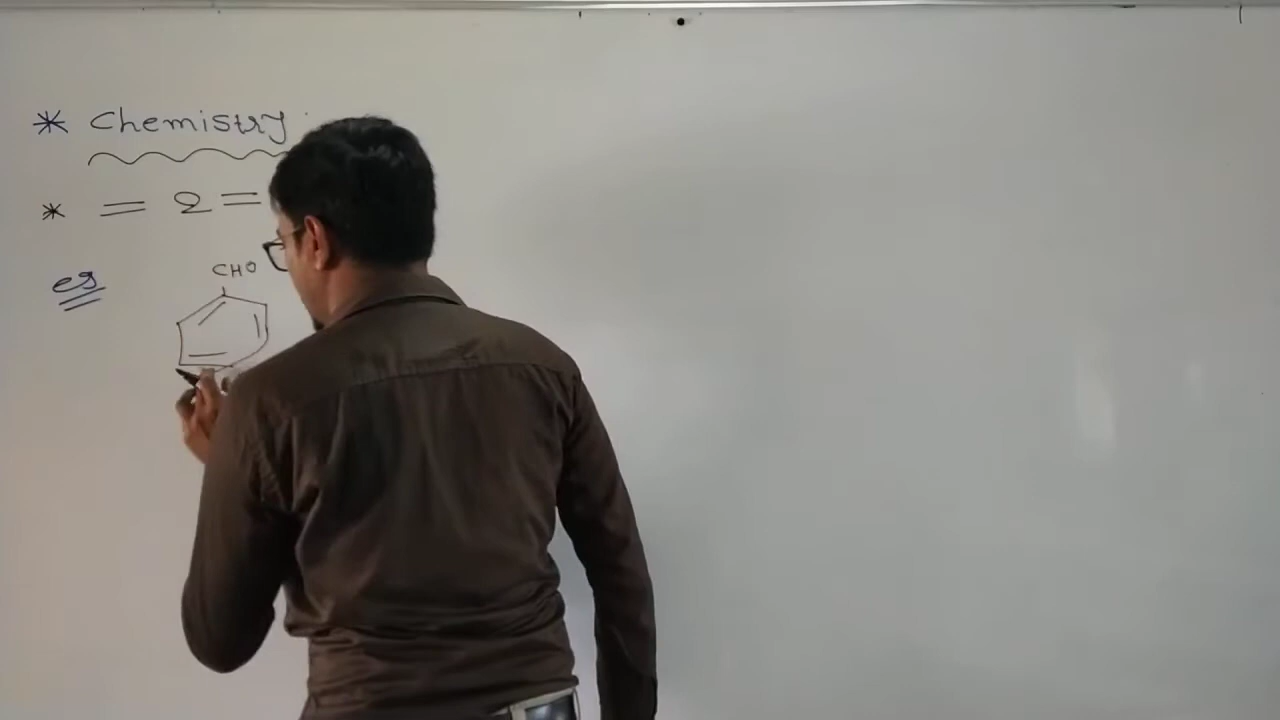 * Chemistry
* = 2 =
eg
CHO